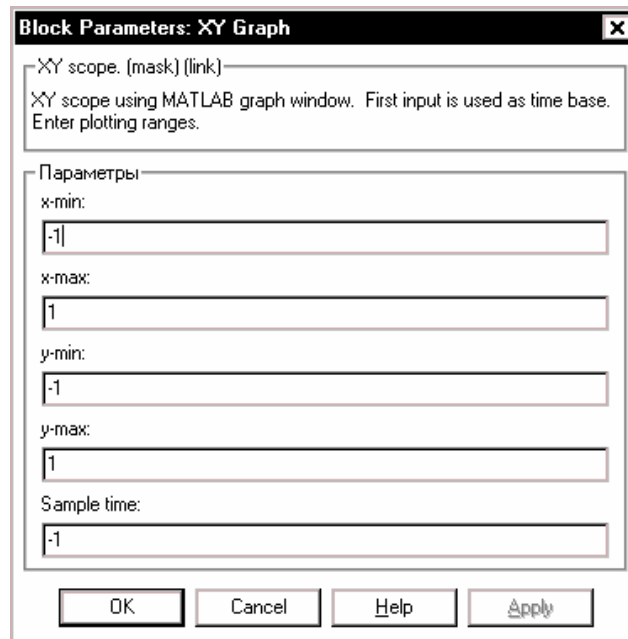 Block Parameters: XY Graph
XY scope. (mask) (link)
XY scope using MATLAB graph window. First input is used as time base.
Enter plotting ranges.
Параметры
x-min:
-1
x-max:
1
y-min:
-1
y-max:
1
Sample time:
-1
OK Cancel Help Apply